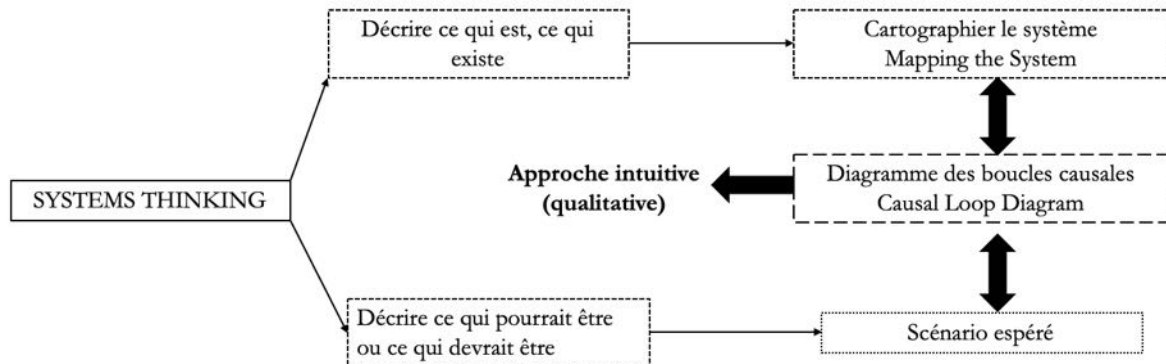 Décrire ce qui est, ce qui
existe
Cartographier le système
Mapping the System
SYSTEMS THINKING
Approche intuitive
(qualitative)
Diagramme des boucles causales
Causal Loop Diagram
Décrire ce qui pourrait être
ou ce qui devrait être
Scénario espéré